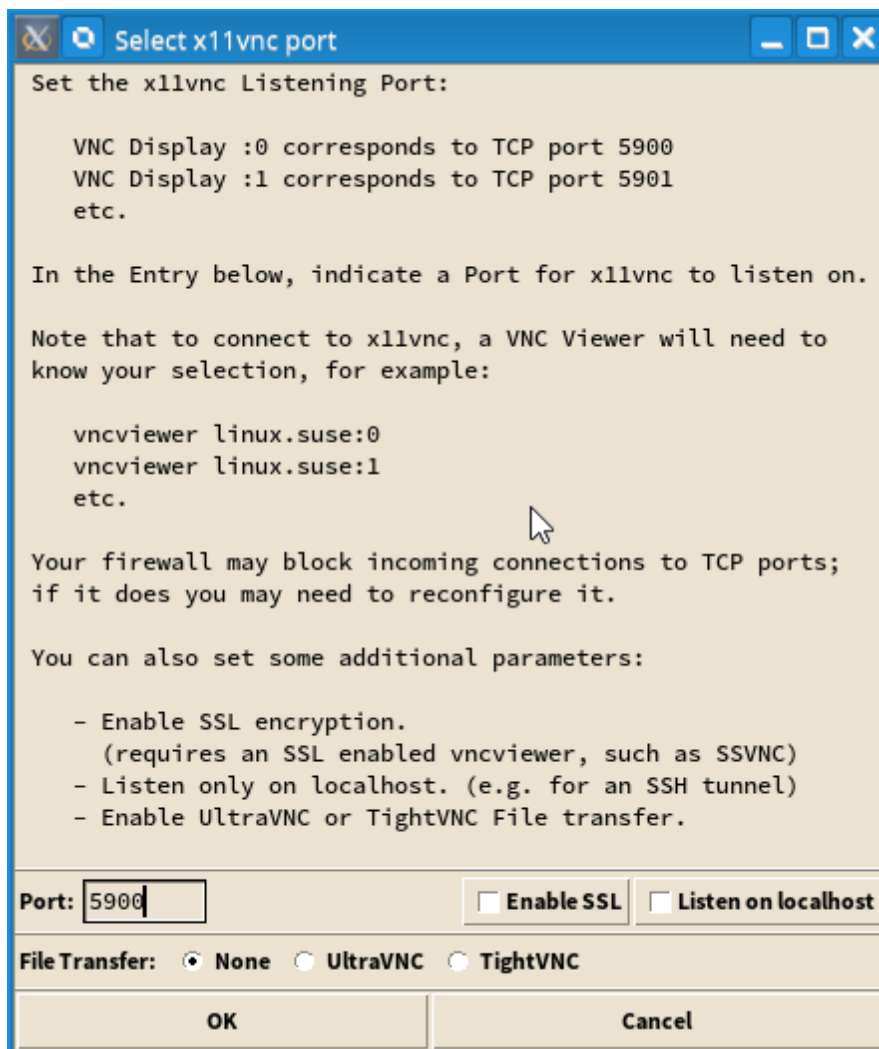 Select x11vnc port
Set the x11vnc Listening Port:
VNC Display :0 corresponds to TCP port 5900
VNC Display :1 corresponds to TCP port 5901
etc.
In the Entry below, indicate a Port for x11vnc to listen on.
Note that to connect to x11vnc, a VNC Viewer will need to
know your selection, for example:
vncviewer linux.suse:0
vncviewer linux.suse:1
etc.
Your firewall may block incoming connections to TCP ports;
if it does you may need to reconfigure it.
You can also set some additional parameters:
– Enable SSL encryption.
(requires an SSL enabled vncviewer, such as SSVNC)
– Listen only on localhost. (e.g. for an SSH tunnel)
– Enable UltraVNC or TightVNC File transfer.
Port: 5900 Enable SSL Listen on localhost
File Transfer: None UltraVNC TightVNC
OK Cancel